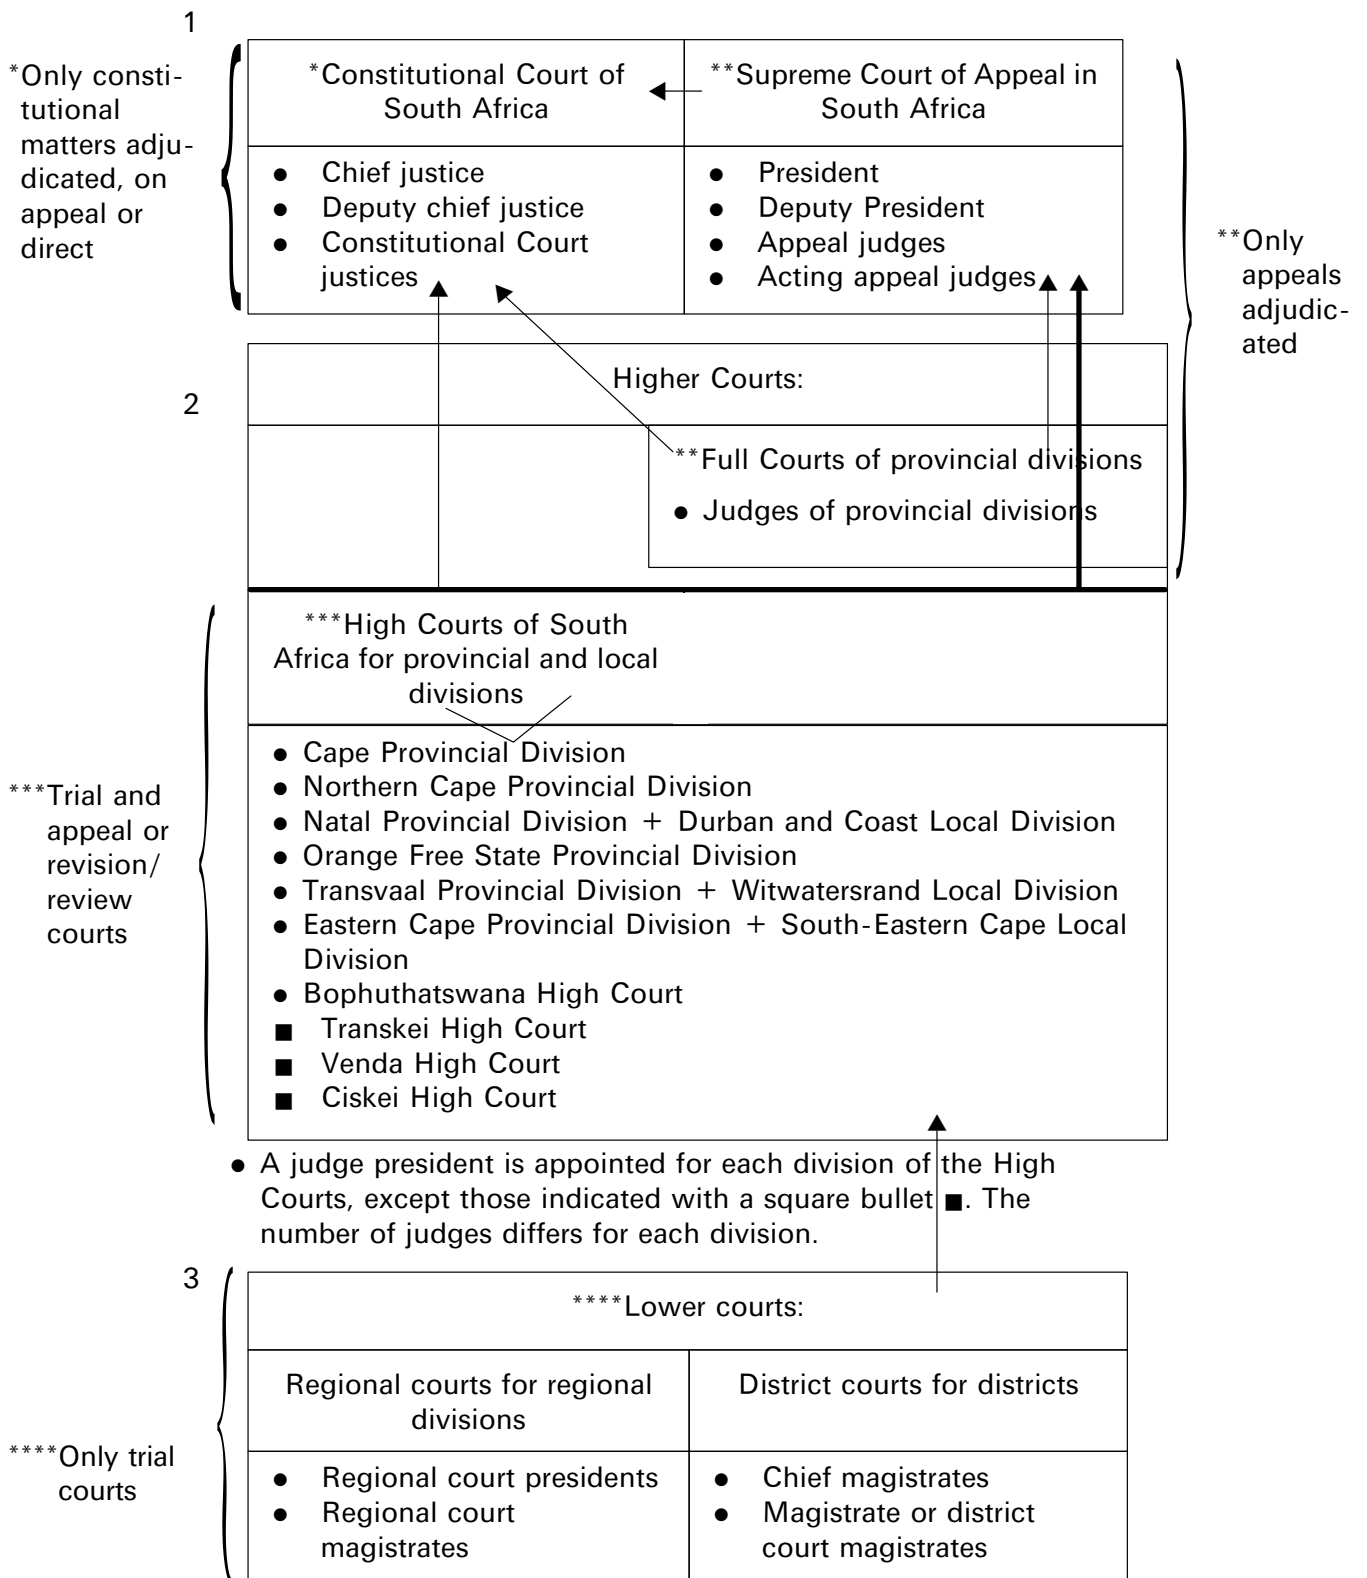 1
*Only consti-
tutional
matters adju-
dicated, on
appeal or
direct
*Constitutional Court of
South Africa
**Supreme Court of Appeal in
South Africa
● Chief justice
● Deputy chief justice
● Constitutional Court
justices
● President
● Deputy President
● Appeal judges
● Acting appeal judges
**Only
appeals
adjudic-
ated
2
Higher Courts:
**Full Courts of provincial divisions
● Judges of provincial divisions
***High Courts of South
Africa for provincial and local
divisions
***Trial and
appeal or
revision/
review
courts
● Cape Provincial Division
● Northern Cape Provincial Division
● Natal Provincial Division + Durban and Coast Local Division
● Orange Free State Provincial Division
● Transvaal Provincial Division + Witwatersrand Local Division
● Eastern Cape Provincial Division + South-Eastern Cape Local
Division
● Bophuthatswana High Court
■ Transkei High Court
■ Venda High Court
■ Ciskei High Court
● A judge president is appointed for each division of the High
Courts, except those indicated with a square bullet ■. The
number of judges differs for each division.
3
****Lower courts:
Regional courts for regional
divisions
District courts for districts
****Only trial
courts
● Regional court presidents
● Regional court
magistrates
● Chief magistrates
● Magistrate or district
court magistrates